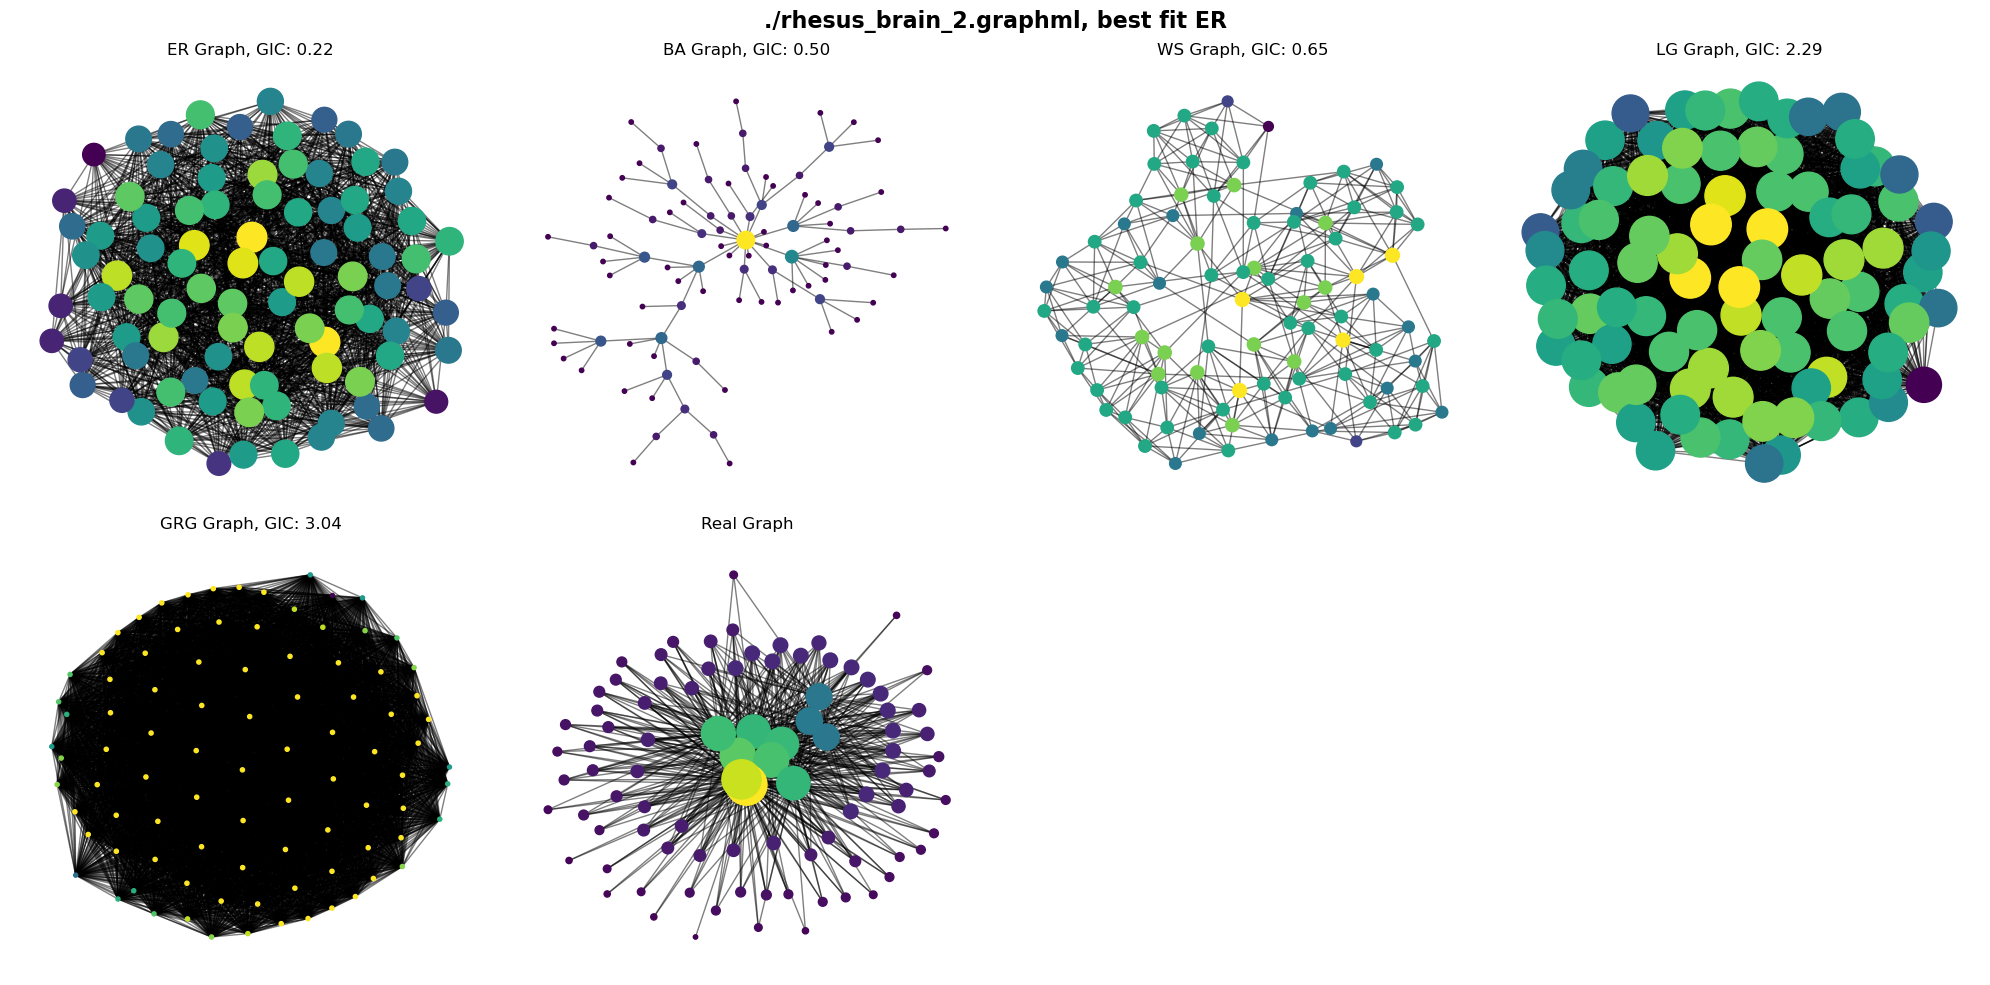 ./rhesus_brain_2.graphml, best fit ER
ER Graph, GIC: 0.22
BA Graph, GIC: 0.50
WS Graph, GIC: 0.65
LG Graph, GIC: 2.29
GRG Graph, GIC: 3.04
Real Graph